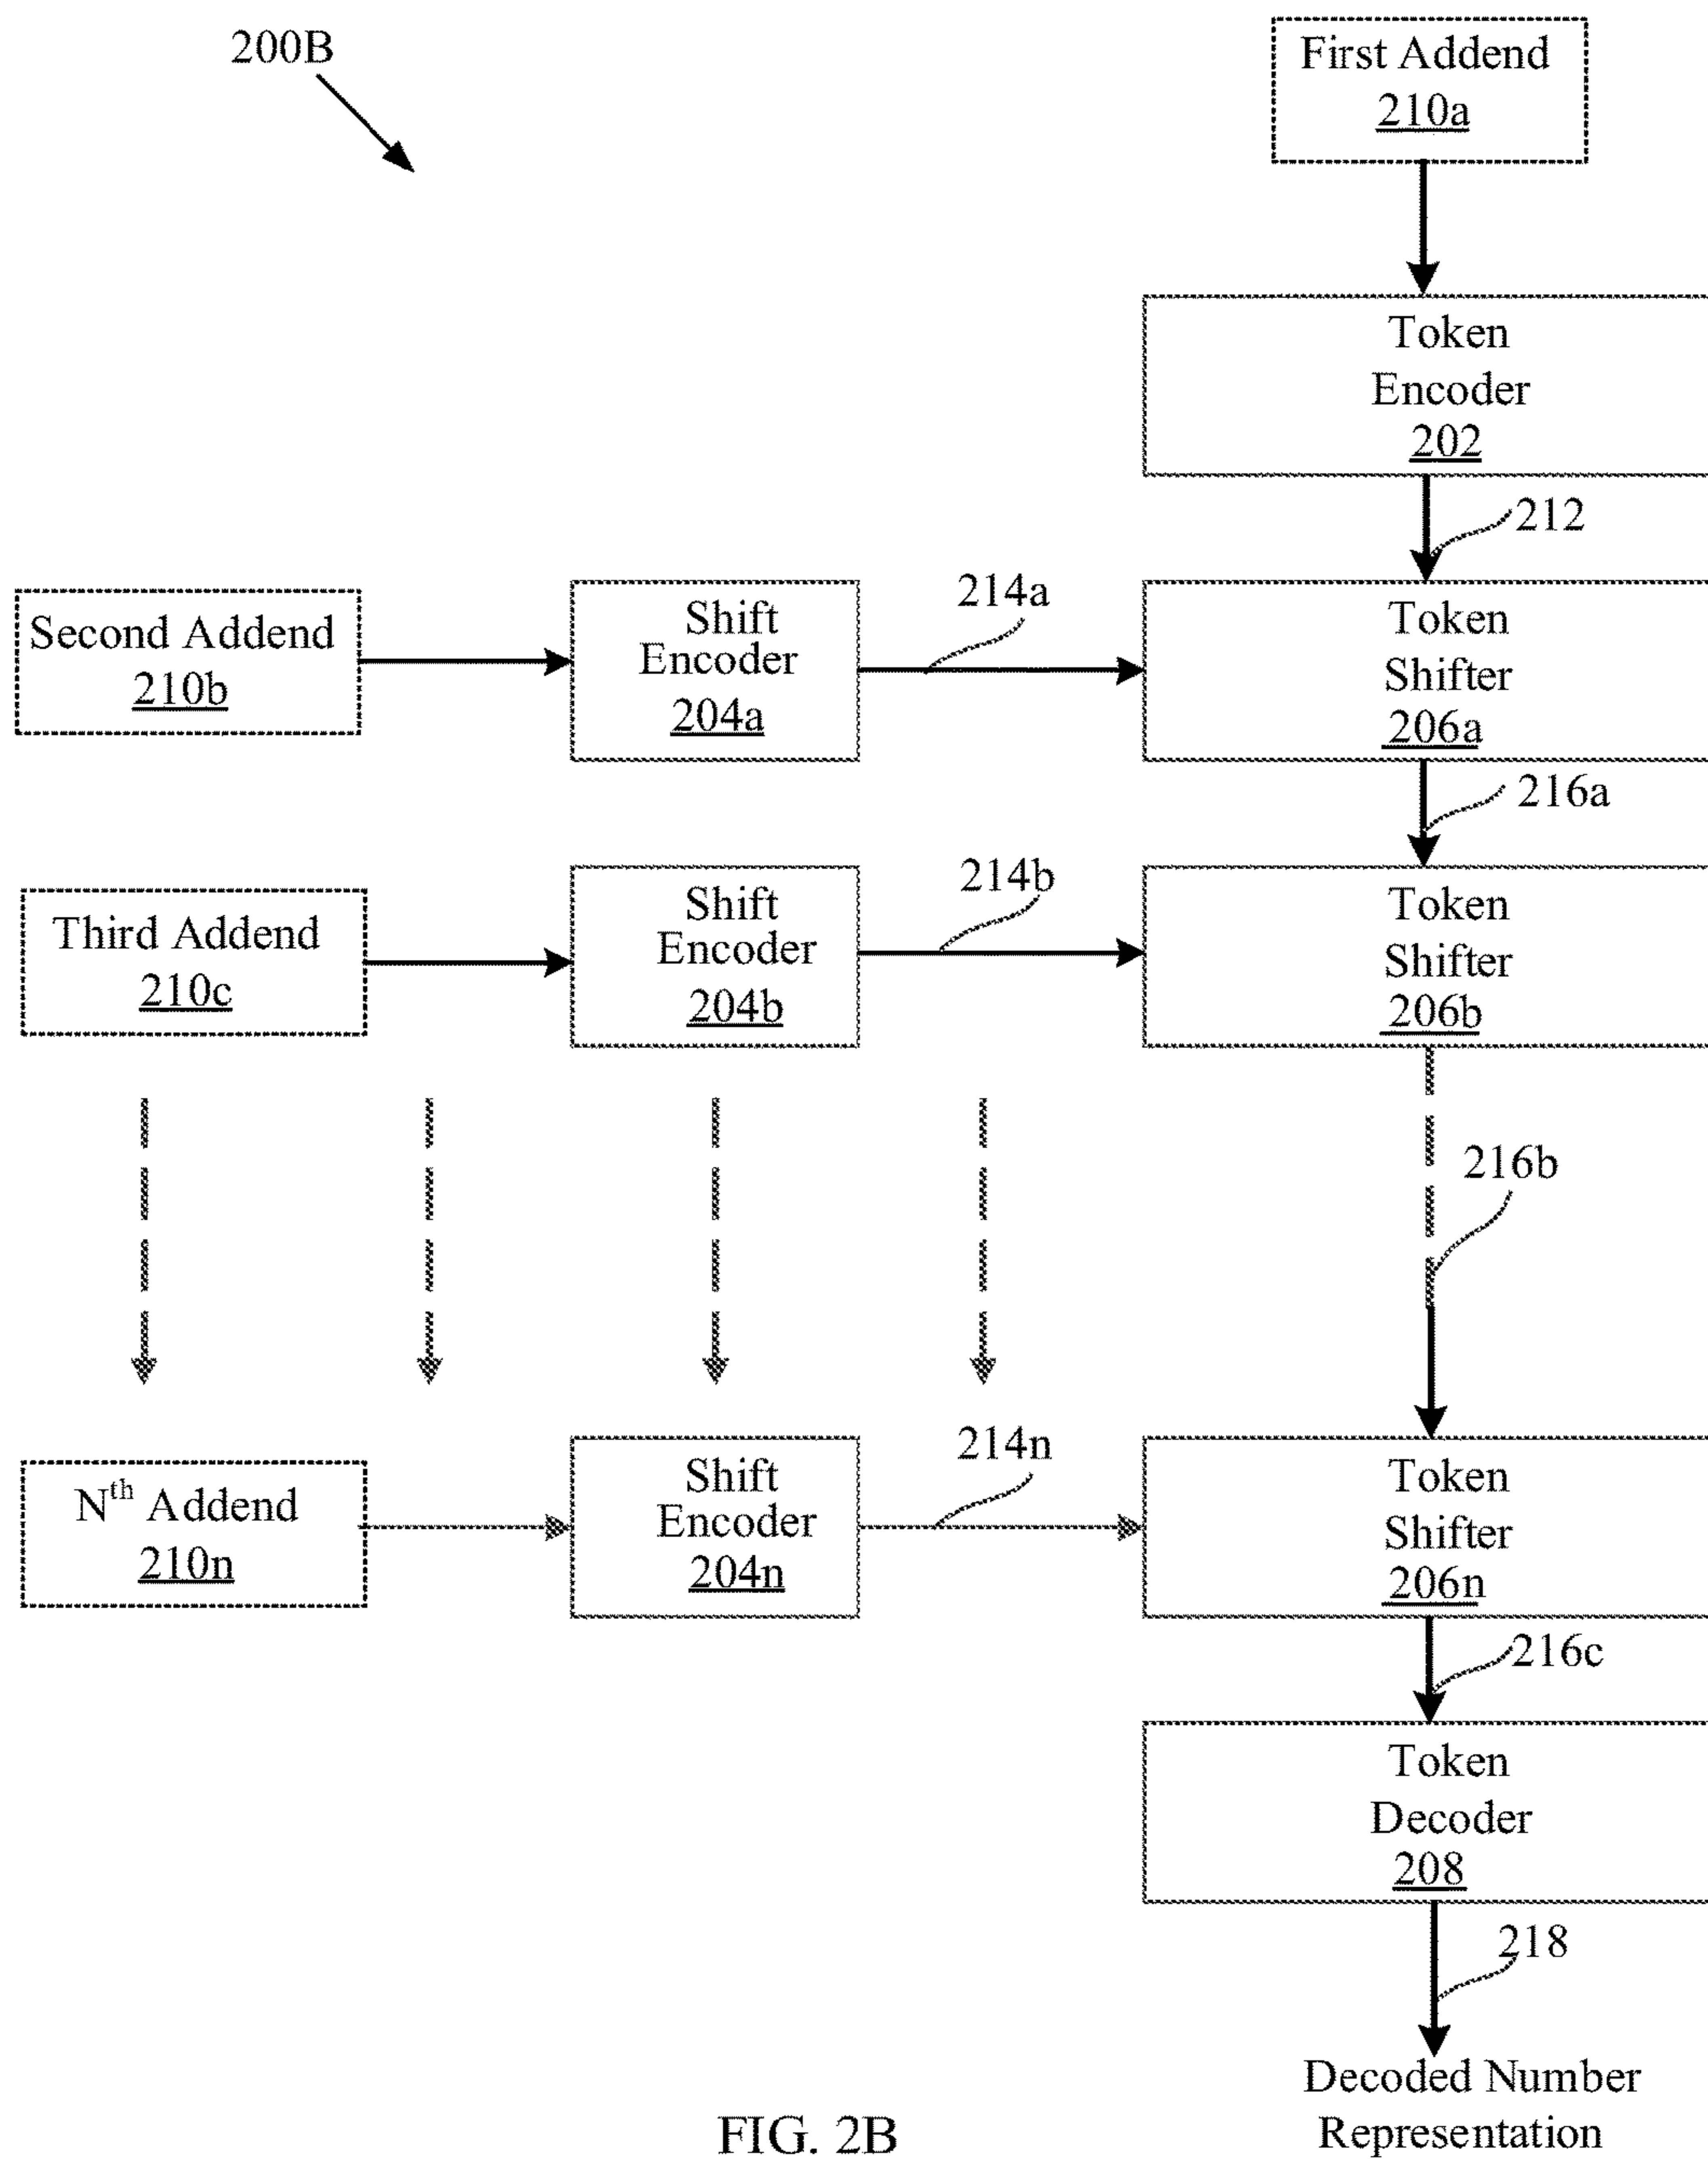 200B
First Addend
210a
Token
Encoder
202
212
Second Addend
210b
Shift
Encoder
204a
214a
Token
Shifter
206a
216a
Third Addend
210c
Shift
Encoder
204b
214b
Token
Shifter
206b
216b
Nth Addend
210n
Shift
Encoder
204n
214n
Token
Shifter
206n
216c
Token
Decoder
208
218
Decoded Number
Representation
FIG. 2B